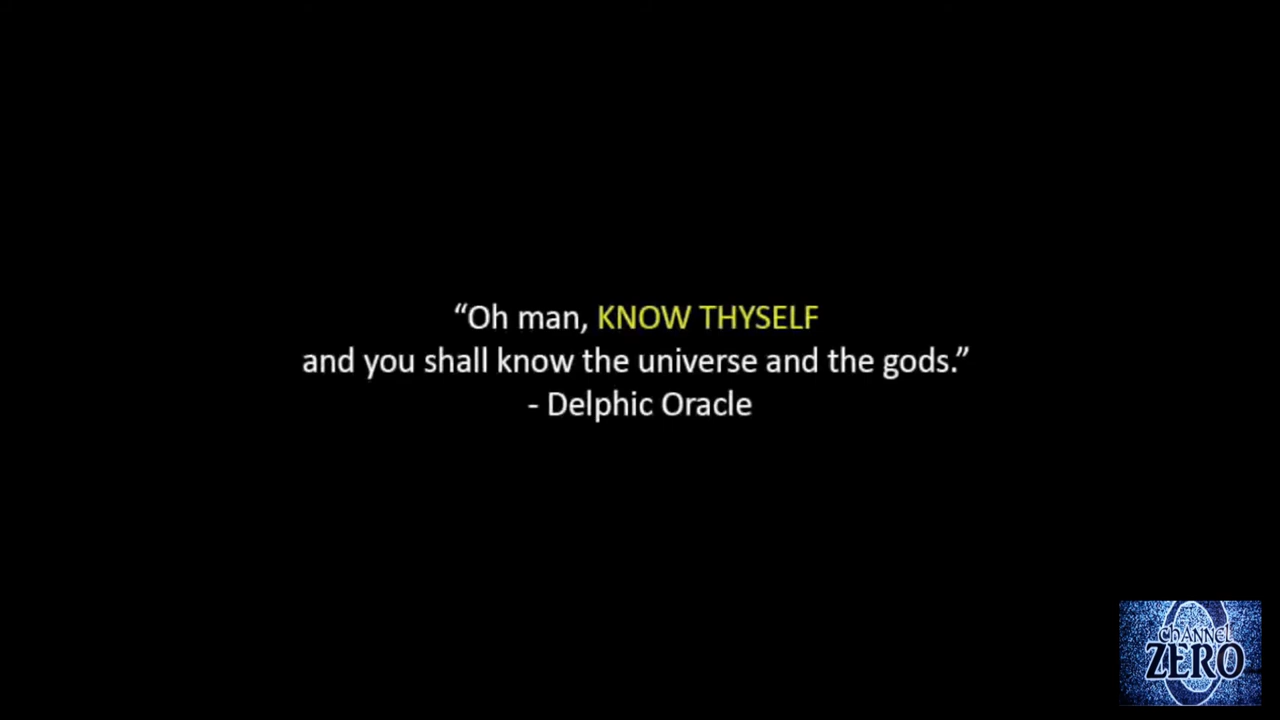 “Oh man, KNOW THYSELF
and you shall know the universe and the gods.”
- Delphic Oracle
channel
ZERO